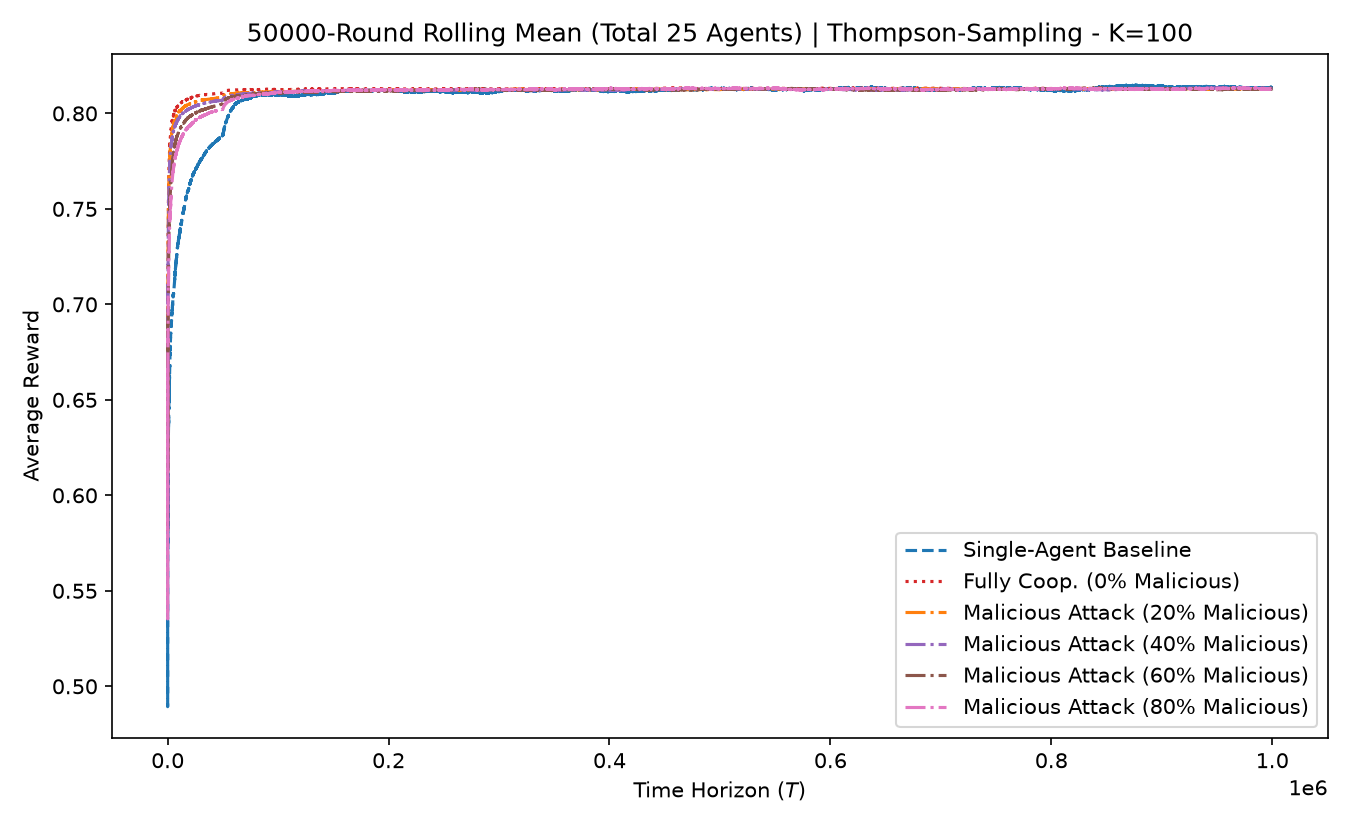 50000-Round Rolling Mean (Total 25 Agents) | Thompson-Sampling - K=100
Average Reward
0.80
0.75
0.70
0.65
0.60
0.55
0.50
Single-Agent Baseline
Fully Coop. (0% Malicious)
Malicious Attack (20% Malicious)
Malicious Attack (40% Malicious)
Malicious Attack (60% Malicious)
Malicious Attack (80% Malicious)
0.0 0.2 0.4 0.6 0.8 1.0
1e6
Time Horizon (T)